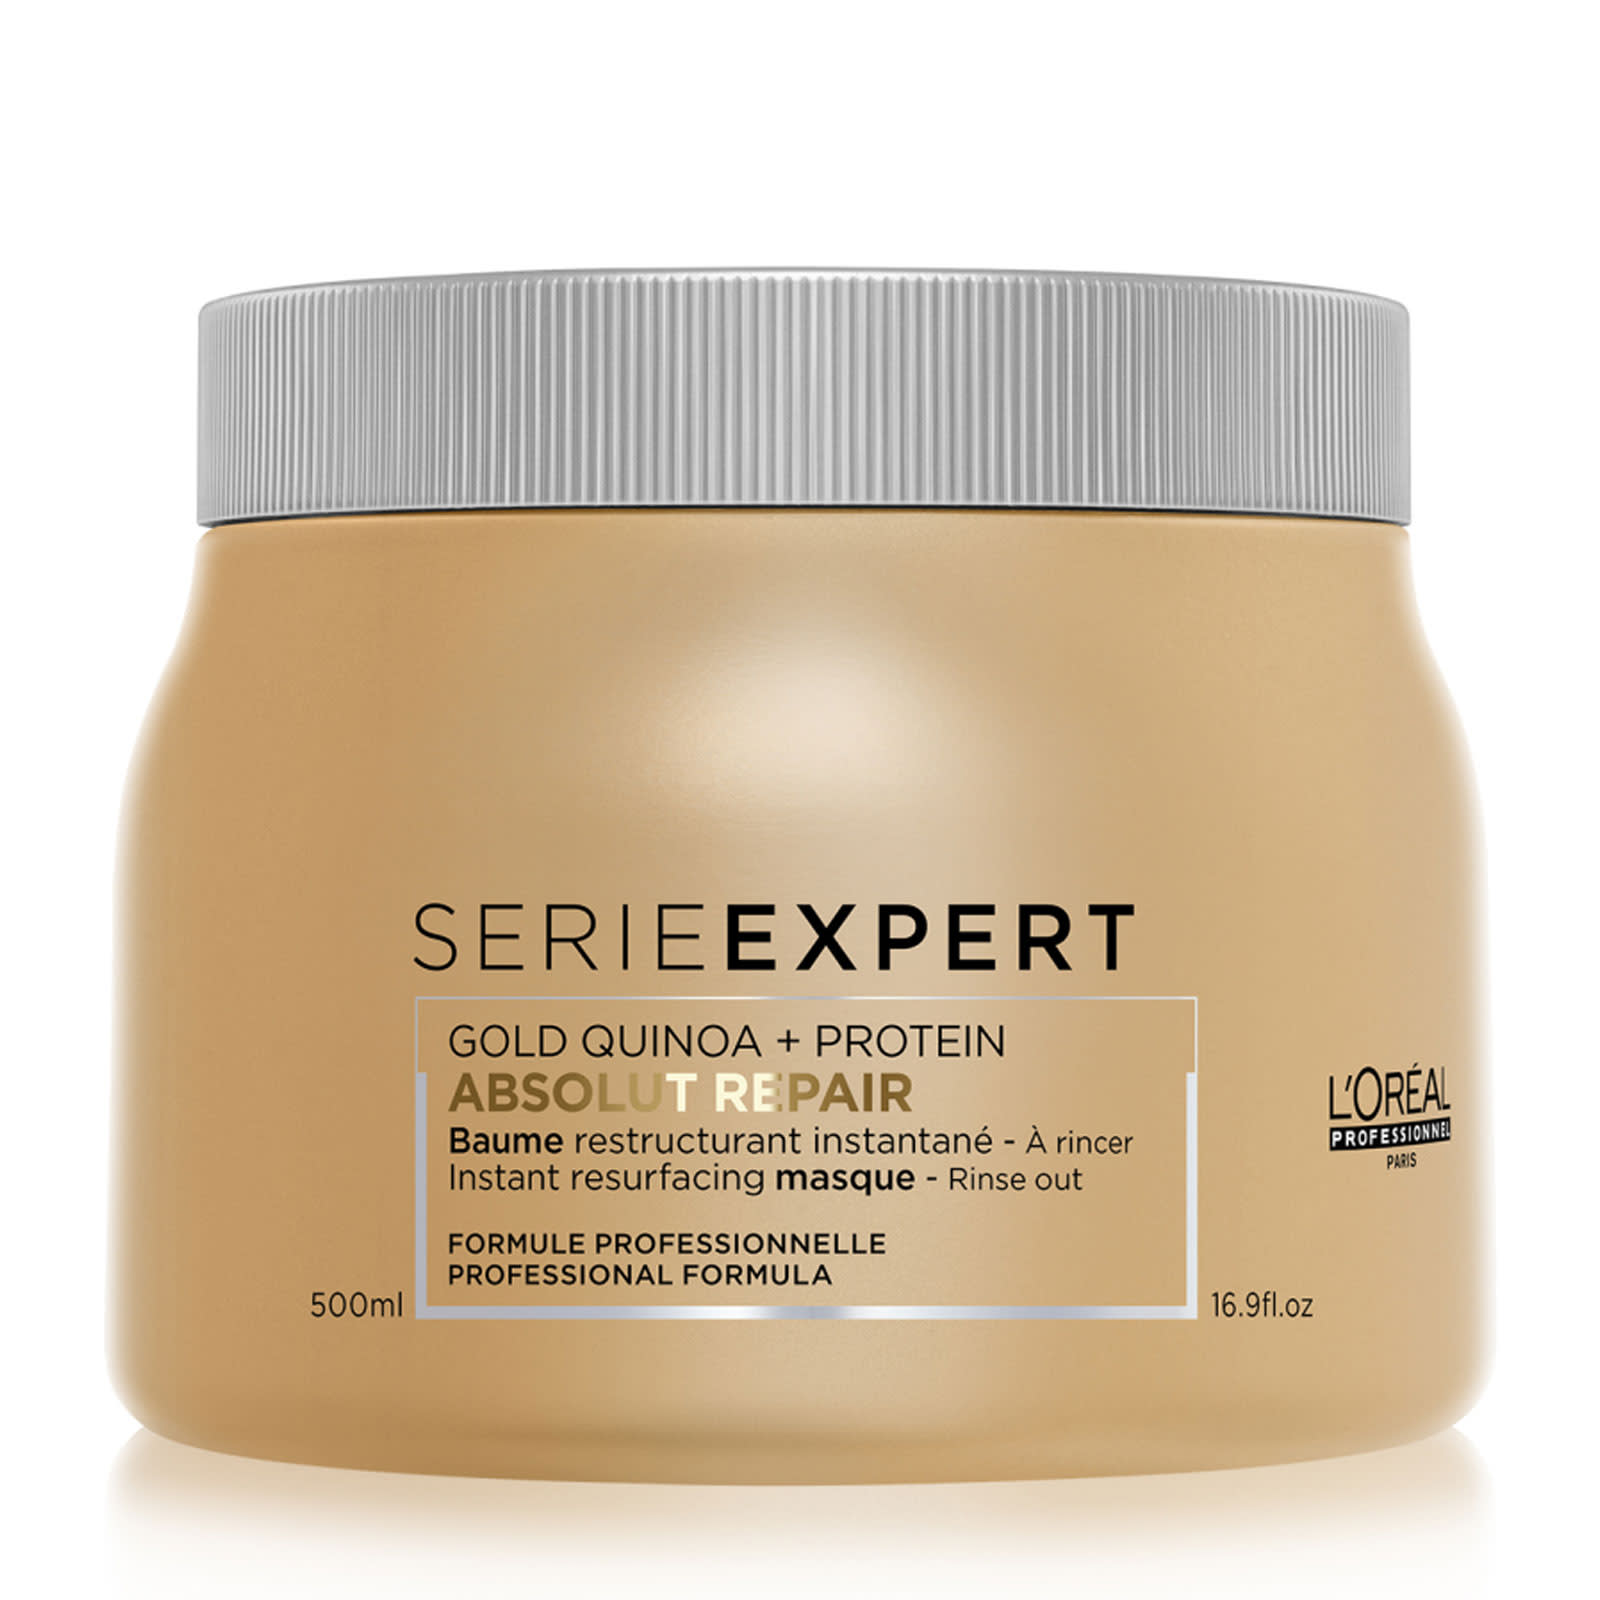 SERIEEXPERT
GOLD QUINOA + PROTEIN
ABSOLUT REPAIR
Baume restructurant instantané - À rincer
Instant resurfacing masque - Rinse out
FORMULE PROFESSIONNELLE
PROFESSIONAL FORMULA
500ml
16.9fl.oz
L'ORÉAL
PROFESSIONNEL
PARIS